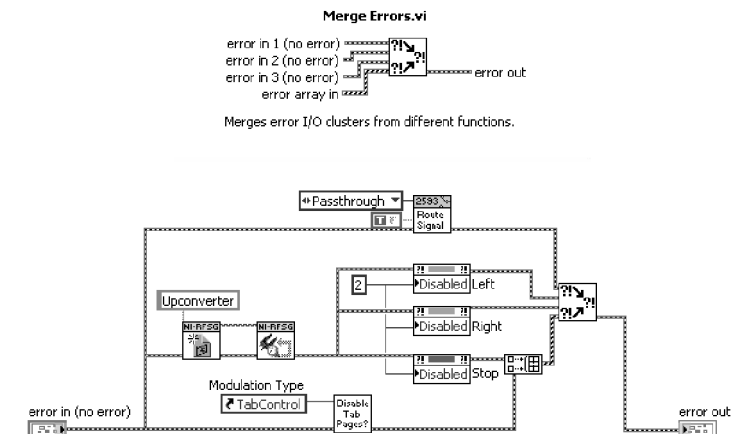 Merge Errors.vi
error in 1 (no error)
error in 2 (no error)
error in 3 (no error)
error array in
?!
?!
?!
error out
Merges error I/O clusters from different functions.
Passthrough
2593
T F
Route
Signal
?! ?!
2
Disabled Left
?!
?!
?!
Upconverter
?! ?!
NI-RFSG
NI-RFSG
Disabled Right
?! ?!
Disabled Stop
Modulation Type
TabControl
Disable
Tab
Pages?
error in (no error)
error out